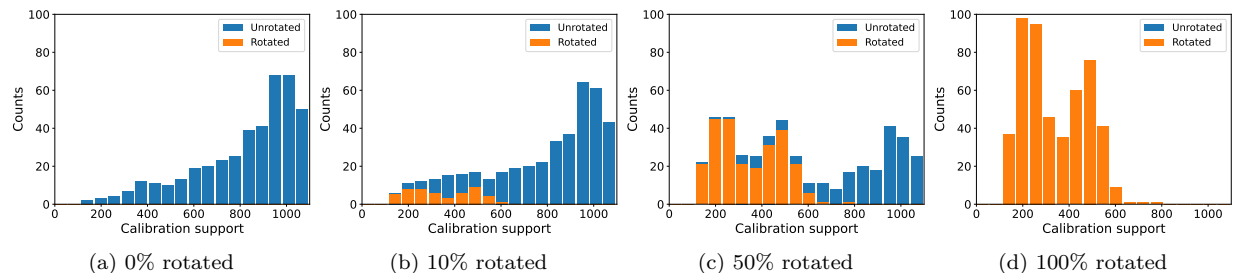 100
80
60
40
20
0
Counts
Unrotated
Rotated
0 200 400 600 800 1000
Calibration support
(a) 0% rotated
100
80
60
40
20
0
Counts
Unrotated
Rotated
0 200 400 600 800 1000
Calibration support
(b) 10% rotated
100
80
60
40
20
0
Counts
Unrotated
Rotated
0 200 400 600 800 1000
Calibration support
(c) 50% rotated
100
80
60
40
20
0
Counts
Unrotated
Rotated
0 200 400 600 800 1000
Calibration support
(d) 100% rotated